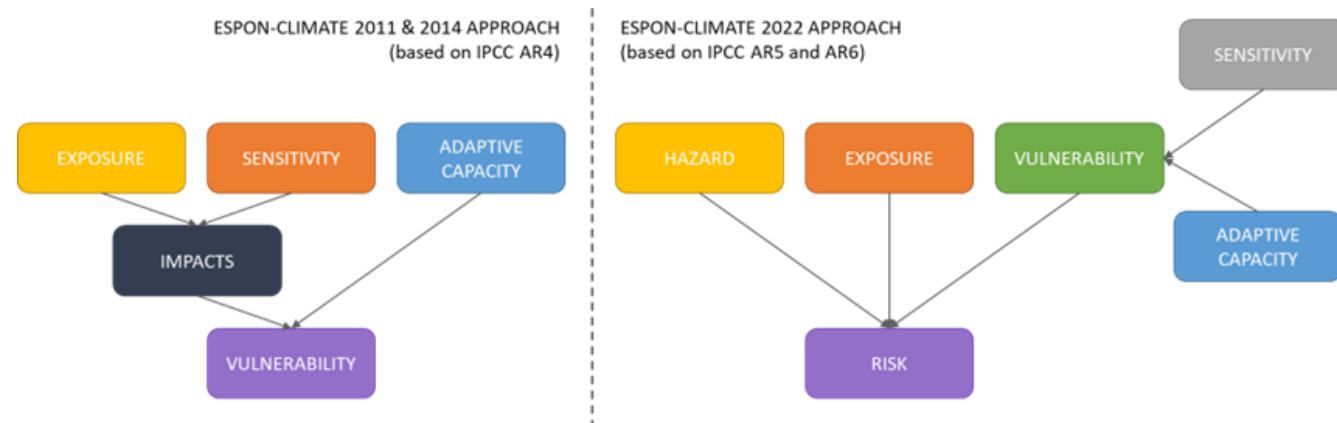 ESPON-CLIMATE 2011 & 2014 APPROACH
(based on IPCC AR4)
EXPOSURE
SENSITIVITY
ADAPTIVE
CAPACITY
IMPACTS
VULNERABILITY
ESPON-CLIMATE 2022 APPROACH
(based on IPCC AR5 and AR6)
SENSITIVITY
HAZARD
EXPOSURE
VULNERABILITY
ADAPTIVE
CAPACITY
RISK